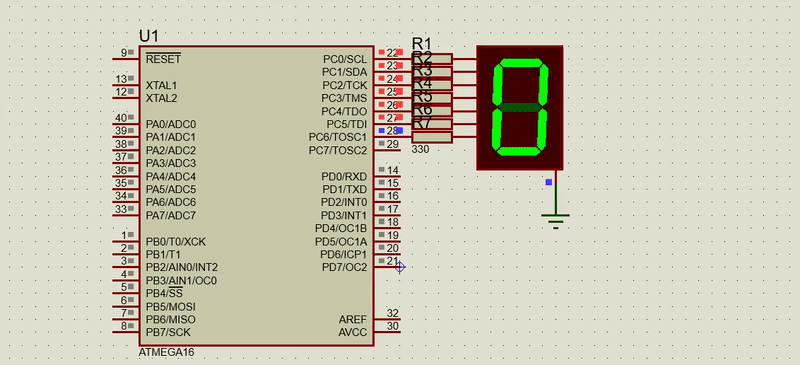 U1
9 RESET
13 XTAL1
12 XTAL2
40 PA0/ADC0
39 PA1/ADC1
38 PA2/ADC2
37 PA3/ADC3
36 PA4/ADC4
35 PA5/ADC5
34 PA6/ADC6
33 PA7/ADC7
1 PB0/T0/XCK
2 PB1/T1
3 PB2/AIN0/INT2
4 PB3/AIN1/OC0
5 PB4/SS
6 PB5/MOSI
7 PB6/MISO
8 PB7/SCK
PC0/SCL 22
PC1/SDA 23
PC2/TCK 24
PC3/TMS 25
PC4/TDO 26
PC5/TDI 27
PC6/TOSC1 28
PC7/TOSC2 29
PD0/RXD 14
PD1/TXD 15
PD2/INT0 16
PD3/INT1 17
PD4/OC1B 18
PD5/OC1A 19
PD6/ICP1 20
PD7/OC2 21
AREF 32
AVCC 30
ATMEGA16
R1
R2
R3
R4
R5
R6
R7
330
0